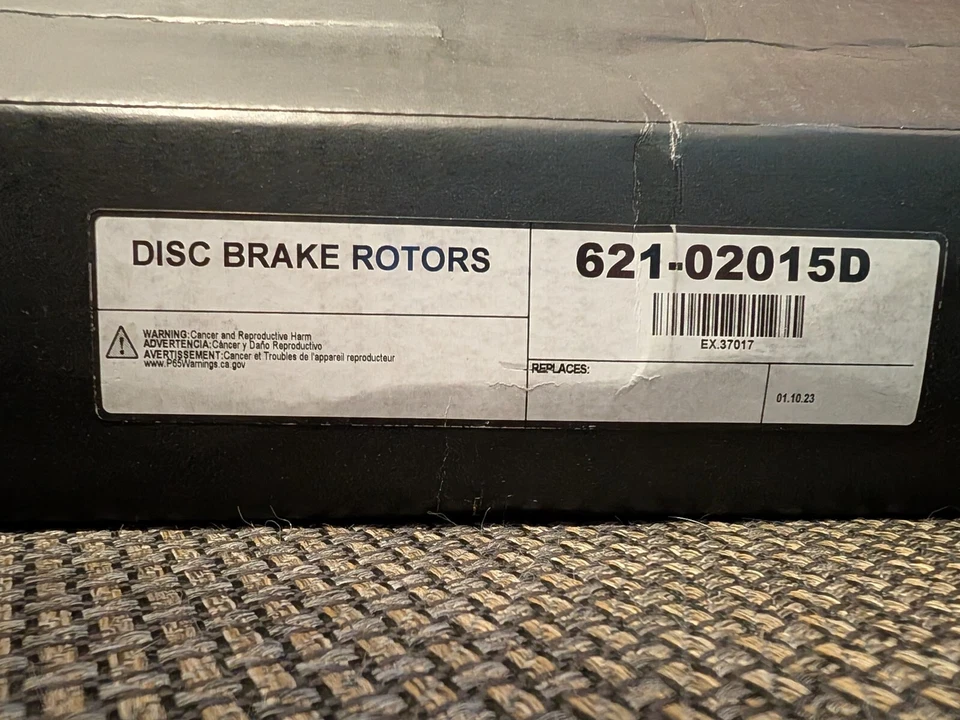 DISC BRAKE ROTORS
WARNING:Cancer and Reproductive Harm
ADVERTENCIA:Cáncer y Daño Reproductivo
AVERTISSEMENT:Cancer et Troubles de l'appareil reproducteur
www.P65Warnings.ca.gov
621-02015D
EX.37017
REPLACES:
01.10.23